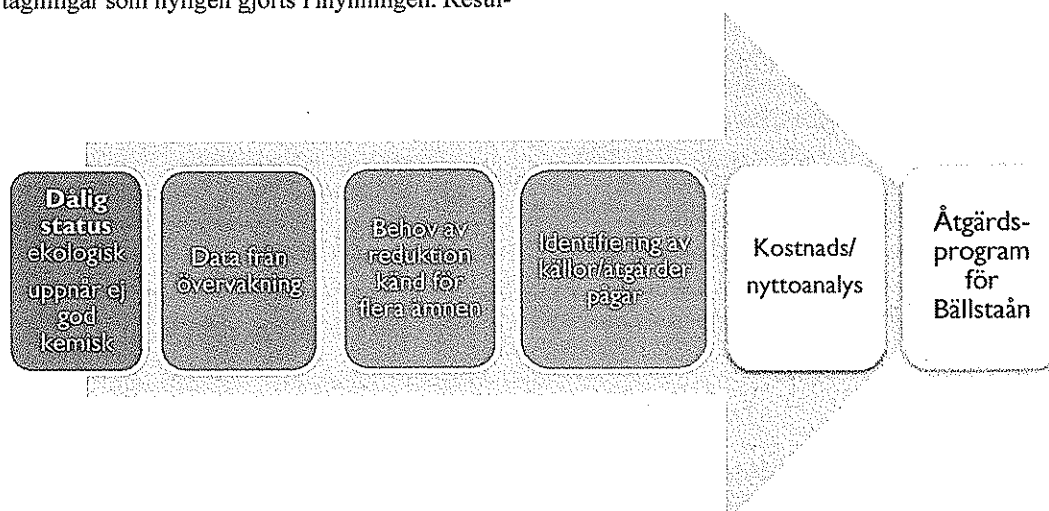 tagningar som nyligen gjorts i mynningen. Resul-
Dålig
status
ekologisk
uppnår ej
god
kemisk
Data från
övervakning
Behov av
reduktion
känd för
flera ämnen
Identifiering av
källor/åtgärder
pågår
Kostnads/
nyttoanalys
Åtgärds-
program
för
Bällstaån